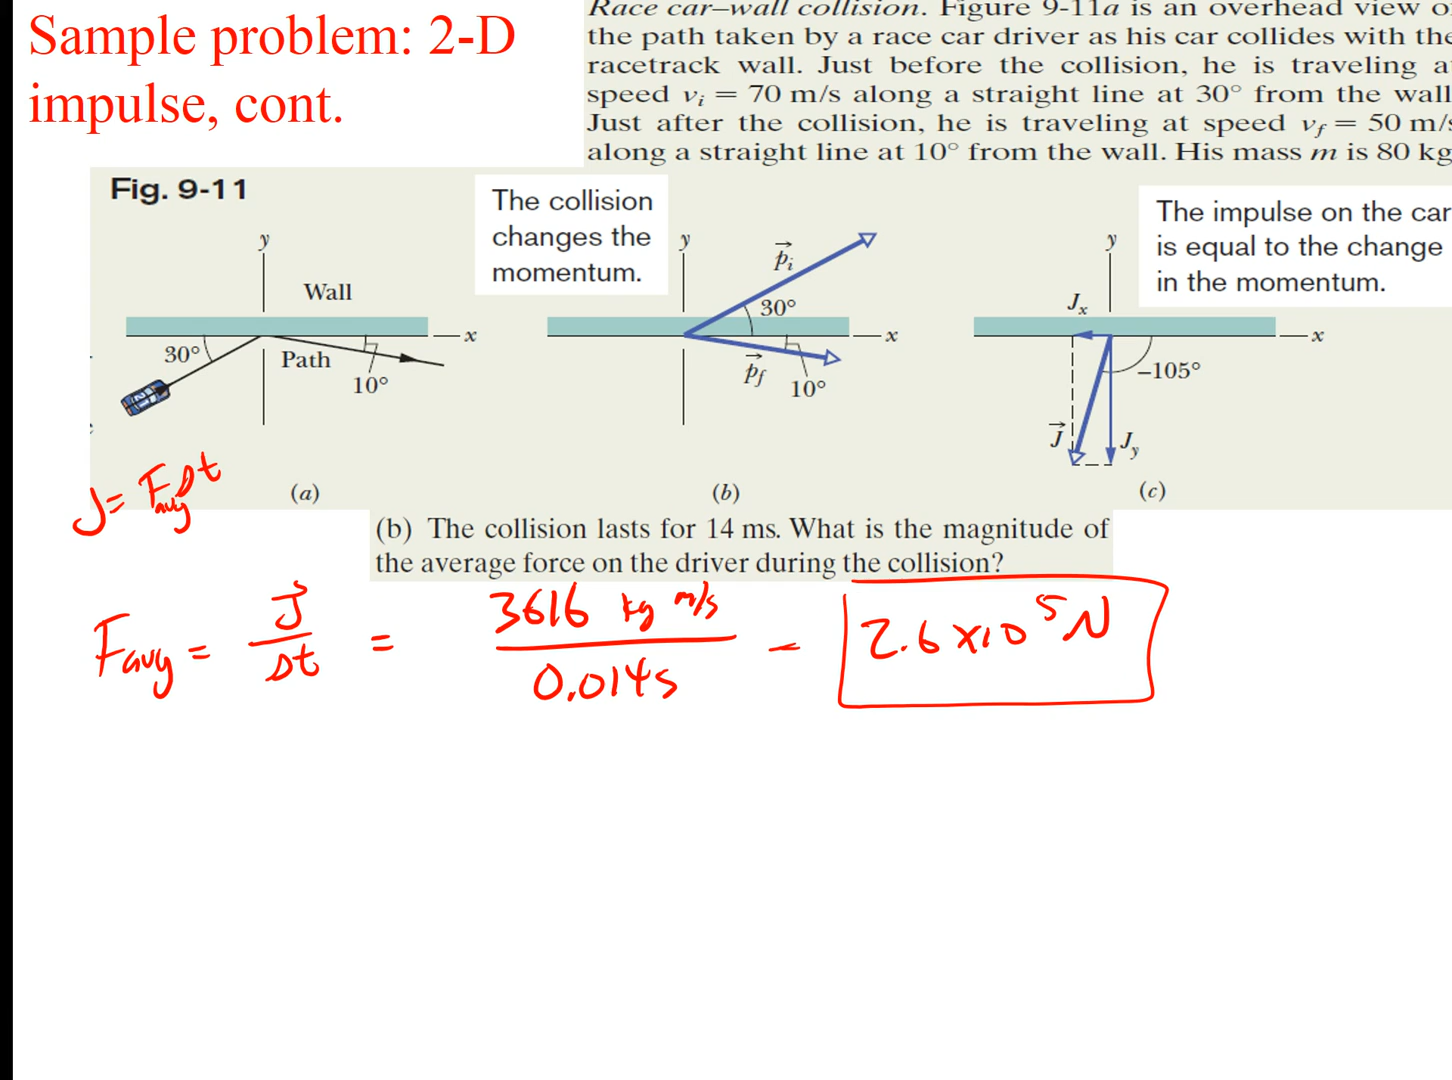 Sample problem: 2-D
impulse, cont.
Race car–wall collision. Figure 9-11a is an overhead view o
the path taken by a race car driver as his car collides with the
racetrack wall. Just before the collision, he is traveling a
speed vᵢ = 70 m/s along a straight line at 30° from the wall
Just after the collision, he is traveling at speed v_f = 50 m/s
along a straight line at 10° from the wall. His mass m is 80 kg
Fig. 9-11
y
Wall
x
30°
Path
10°
(a)
The collision
changes the
momentum.
y
p⃗ᵢ
30°
x
p⃗_f
10°
(b)
The impulse on the car
is equal to the change
in the momentum.
y
Jₓ
x
–105°
J⃗
J_y
(c)
J = F_avg Δt
(b) The collision lasts for 14 ms. What is the magnitude of
the average force on the driver during the collision?
F_avg = J⃗/Δt = 3616 kg m/s / 0.014s = 2.6 x10⁵ N